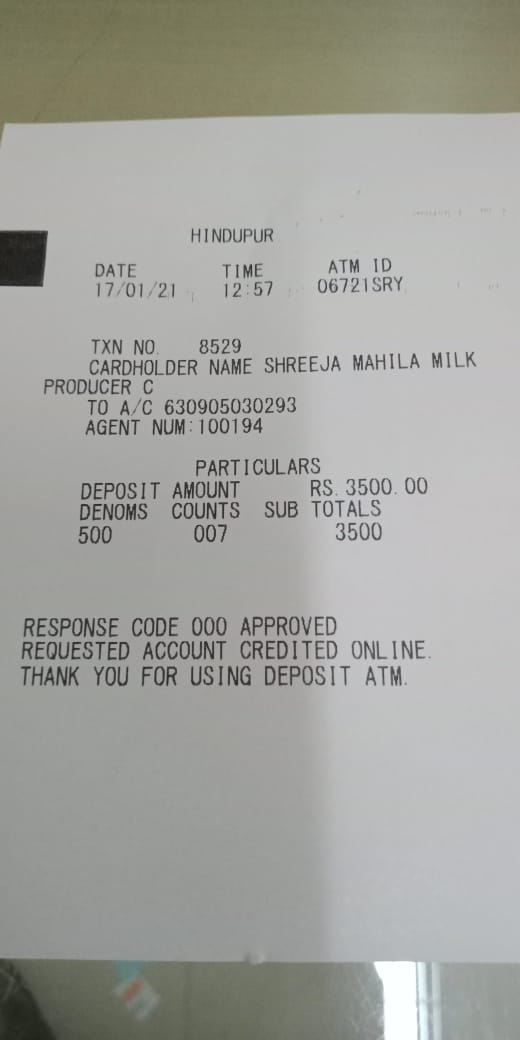 HINDUPUR
DATE TIME ATM ID
17/01/21 12:57 06721SRY
TXN NO. 8529
CARDHOLDER NAME SHREEJA MAHILA MILK
PRODUCER C
TO A/C 630905030293
AGENT NUM:100194
PARTICULARS
DEPOSIT AMOUNT RS.3500.00
DENOMS COUNTS SUB TOTALS
500 007 3500
RESPONSE CODE 000 APPROVED
REQUESTED ACCOUNT CREDITED ONLINE.
THANK YOU FOR USING DEPOSIT ATM.